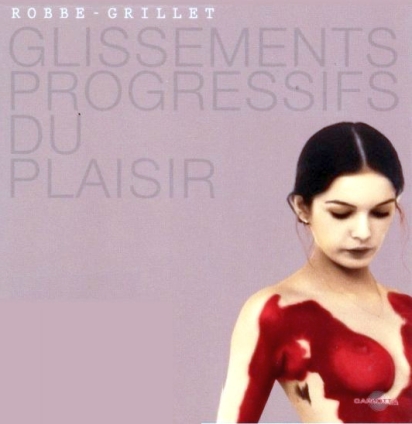 ROBBE-GRILLET
GLISSEMENTS
PROGRESSIFS
DU
PLAISIR